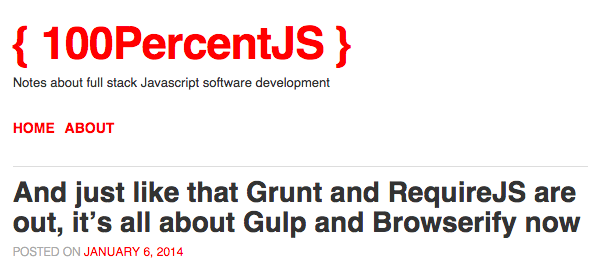 { 100PercentJS }
Notes about full stack Javascript software development
HOME ABOUT
And just like that Grunt and RequireJS are
out, it’s all about Gulp and Browserify now
POSTED ON JANUARY 6, 2014